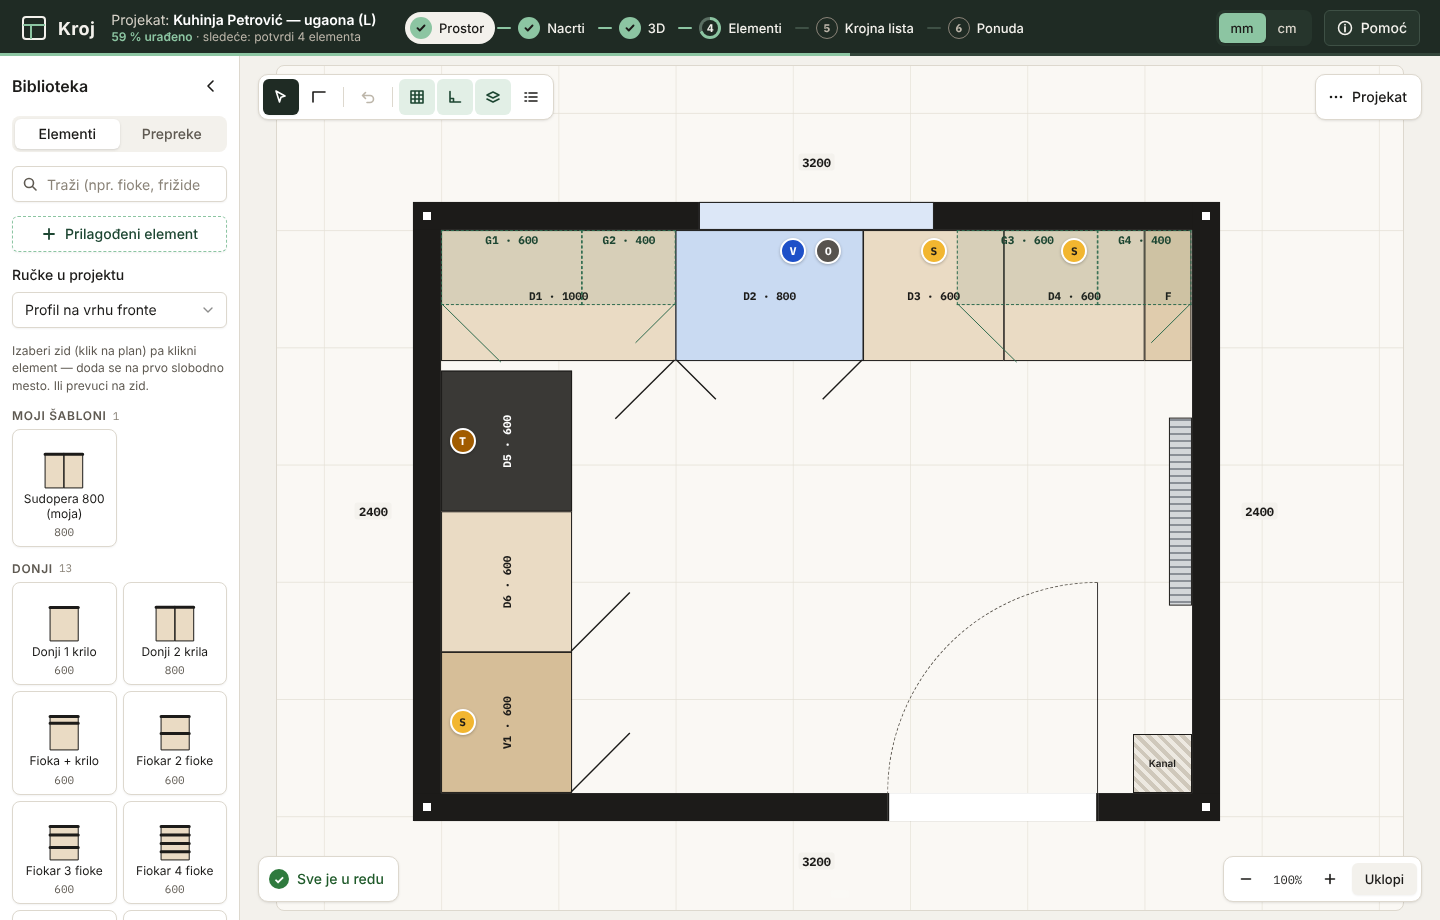 Kroj
Projekat: Kuhinja Petrović — ugaona (L)
59 % urađeno · sledeće: potvrdi 4 elementa
Prostor
Nacrti
3D
4 Elementi
5 Krojna lista
6 Ponuda
mm
cm
Pomoć
Biblioteka
Elementi
Prepreke
Traži (npr. fioke, frižide
+ Prilagođeni element
Ručke u projektu
Profil na vrhu fronte
Izaberi zid (klik na plan) pa klikni
element — doda se na prvo slobodno
mesto. Ili prevuci na zid.
MOJI ŠABLONI 1
Sudopera 800
(moja)
800
DONJI 13
Donji 1 krilo
600
Donji 2 krila
800
Fioka + krilo
600
Fiokar 2 fioke
600
Fiokar 3 fioke
600
Fiokar 4 fioke
600
Projekat
3200
G1 · 600
G2 · 400
V
O
S
G3 · 600
S
G4 · 400
D1 · 1000
D2 · 800
D3 · 600
D4 · 600
F
T
D5 · 600
2400
2400
D6 · 600
S
V1 · 600
Kanal
3200
Sve je u redu
100%
Uklopi